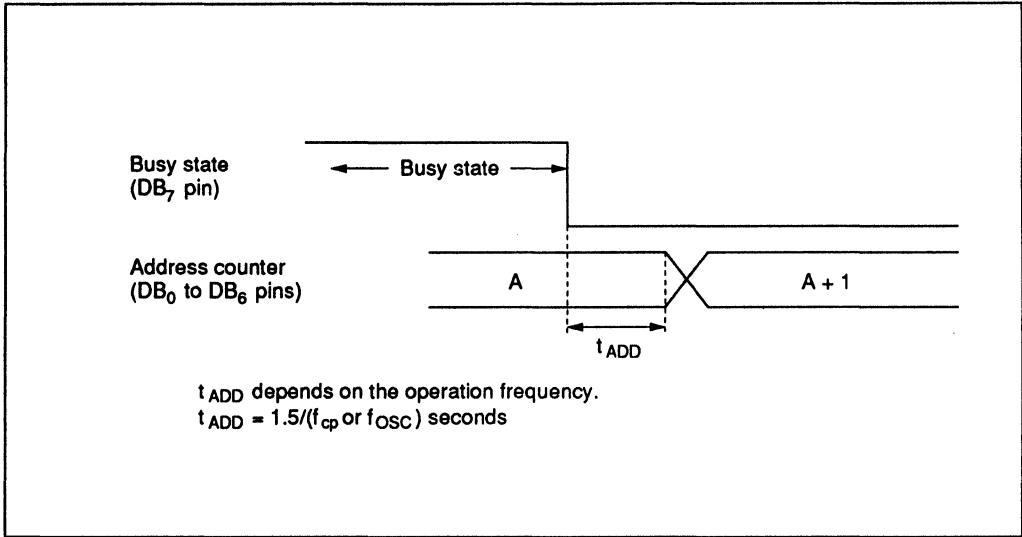 Busy state
(DB7 pin)
Busy state
Address counter
(DB0 to DB6 pins)
A
A + 1
tADD
tADD depends on the operation frequency.
tADD = 1.5/(fcp or fOSC) seconds